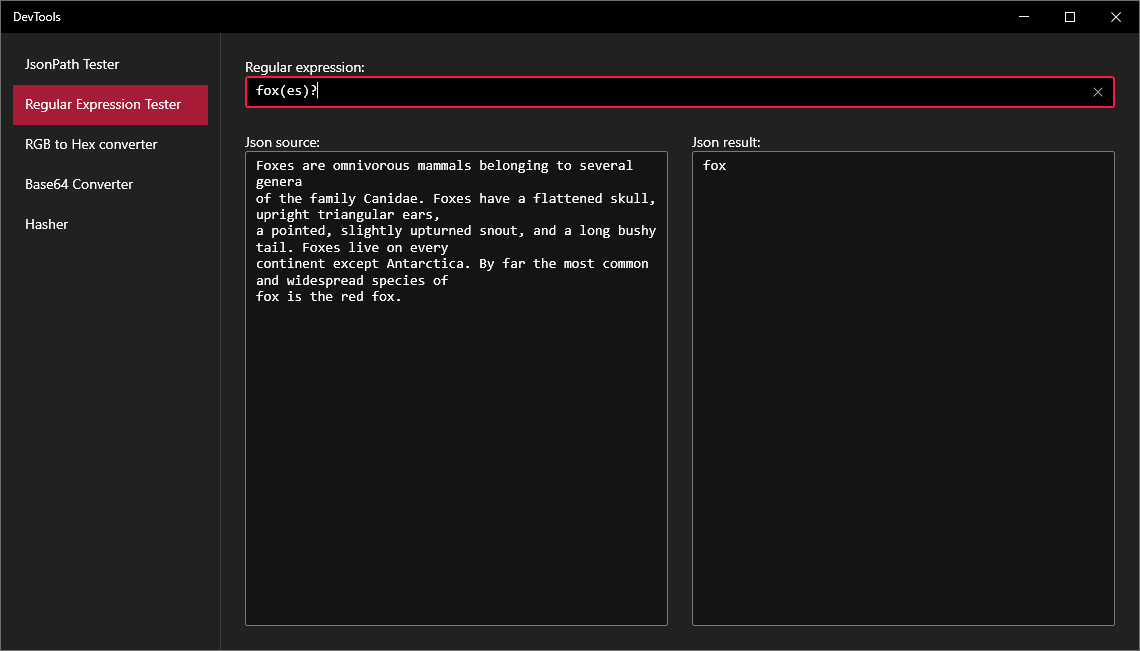 DevTools
JsonPath Tester
Regular Expression Tester
RGB to Hex converter
Base64 Converter
Hasher
Regular expression:
fox(es)?
Json source:
Foxes are omnivorous mammals belonging to several
genera
of the family Canidae. Foxes have a flattened skull,
upright triangular ears,
a pointed, slightly upturned snout, and a long bushy
tail. Foxes live on every
continent except Antarctica. By far the most common
and widespread species of
fox is the red fox.
Json result:
fox